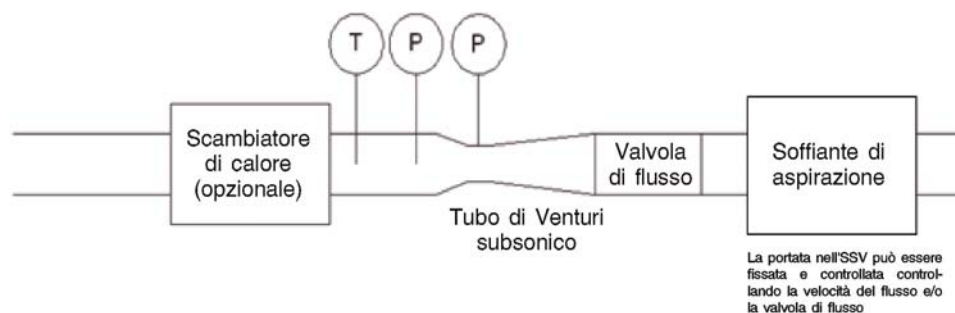 T
P
P
Scambiatore
di calore
(opzionale)
Tubo di Venturi
subsonico
Valvola
di flusso
Soffiante di
aspirazione
La portata nell'SSV può essere
fissata e controllata control-
lando la velocità del flusso e/o
la valvola di flusso